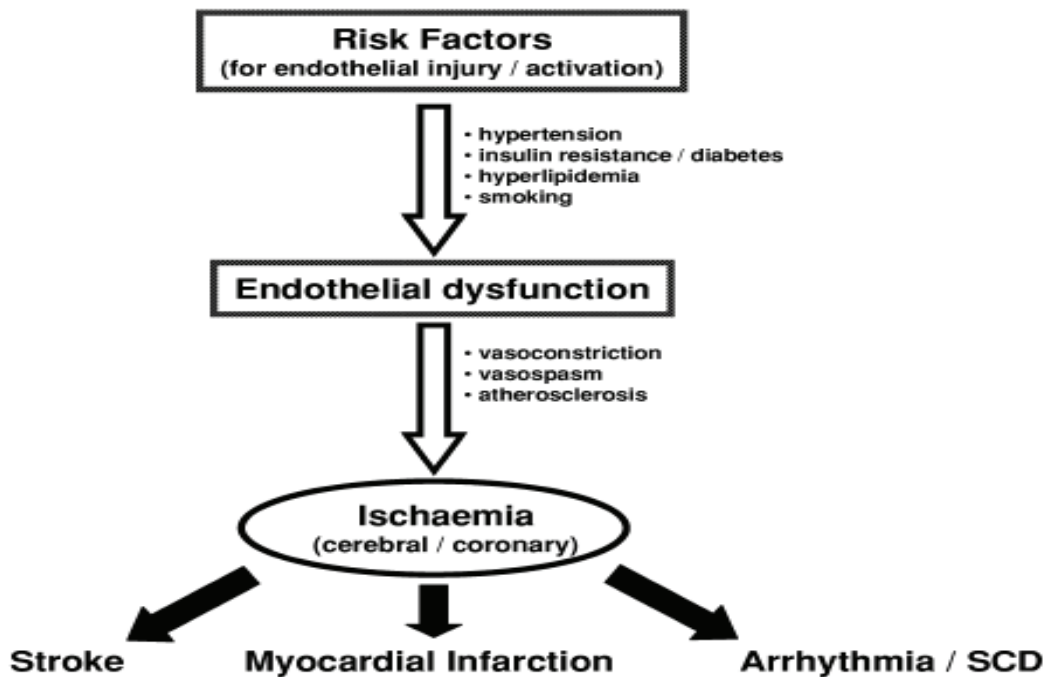 Risk Factors
(for endothelial injury / activation)
• hypertension
• insulin resistance / diabetes
• hyperlipidemia
• smoking
Endothelial dysfunction
• vasoconstriction
• vasospasm
• atherosclerosis
Ischaemia
(cerebral / coronary)
Stroke
Myocardial Infarction
Arrhythmia / SCD